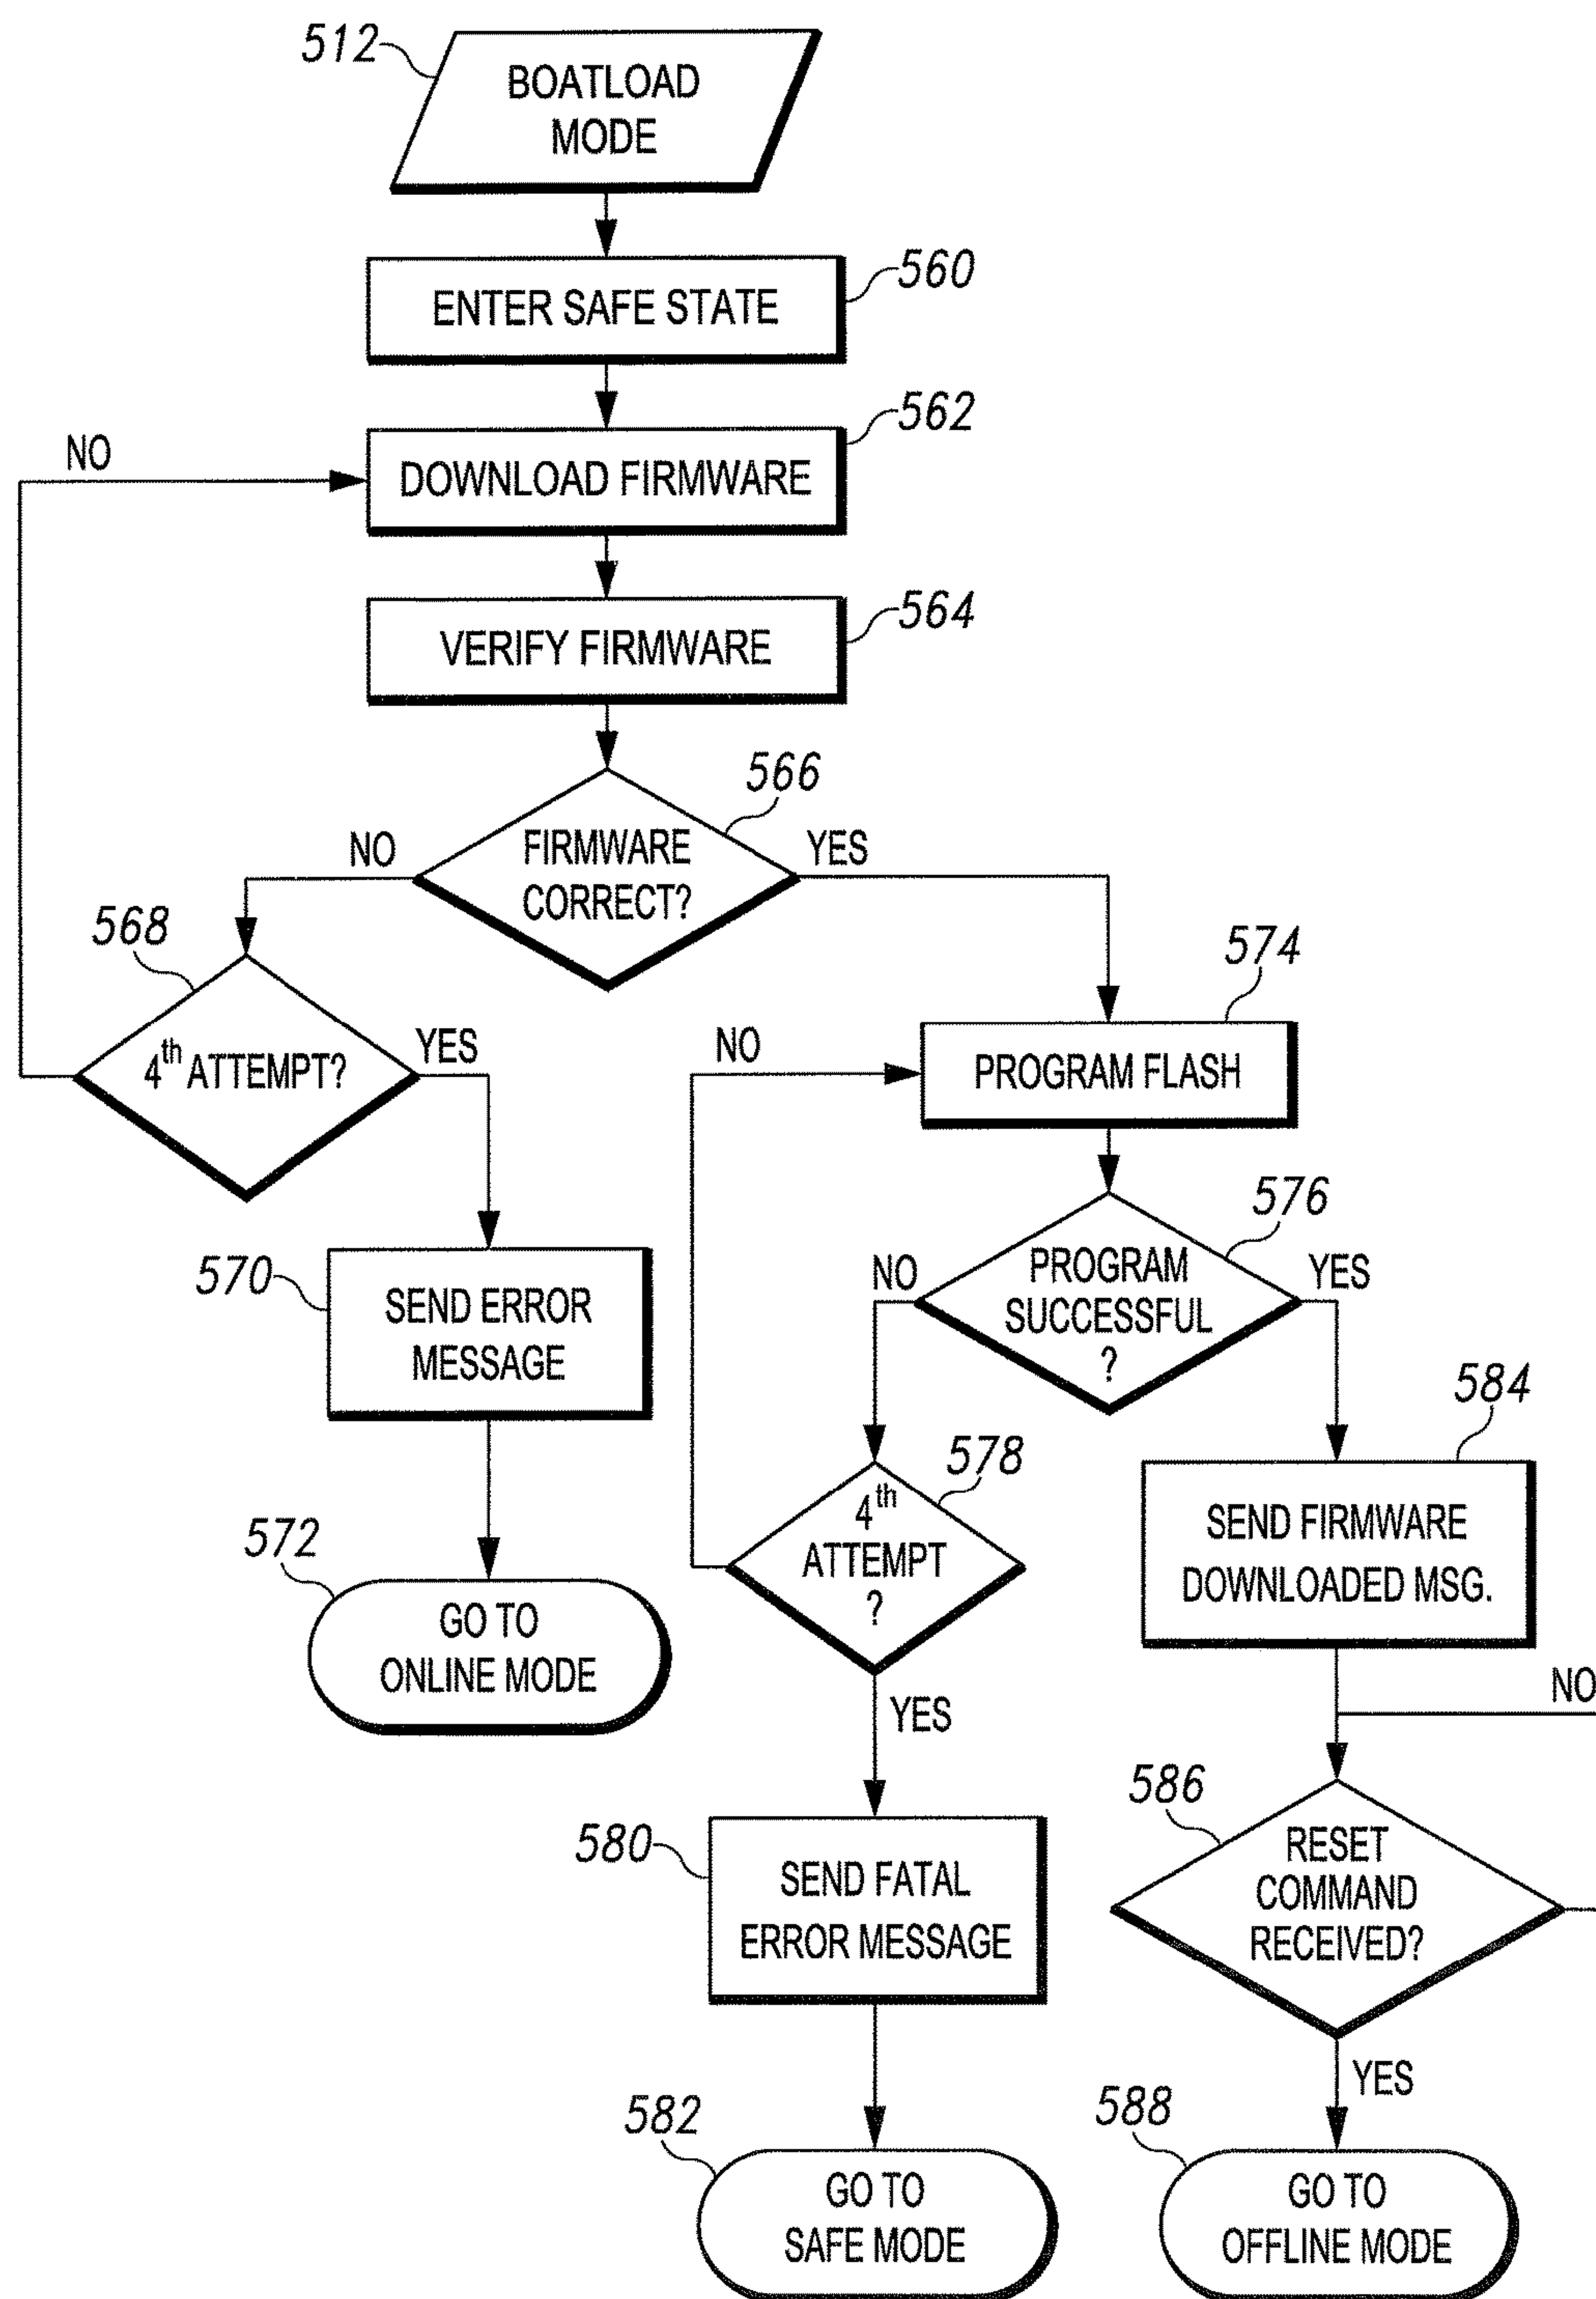 512
BOATLOAD
MODE
560
ENTER SAFE STATE
562
NO
DOWNLOAD FIRMWARE
564
VERIFY FIRMWARE
566
NO
FIRMWARE
CORRECT?
YES
568
4th ATTEMPT?
YES
574
NO
PROGRAM FLASH
576
570
SEND ERROR
MESSAGE
NO
PROGRAM
SUCCESSFUL
?
YES
584
572
GO TO
ONLINE MODE
578
4th
ATTEMPT
?
SEND FIRMWARE
DOWNLOADED MSG.
YES
NO
586
RESET
COMMAND
RECEIVED?
580
SEND FATAL
ERROR MESSAGE
YES
582
GO TO
SAFE MODE
588
GO TO
OFFLINE MODE